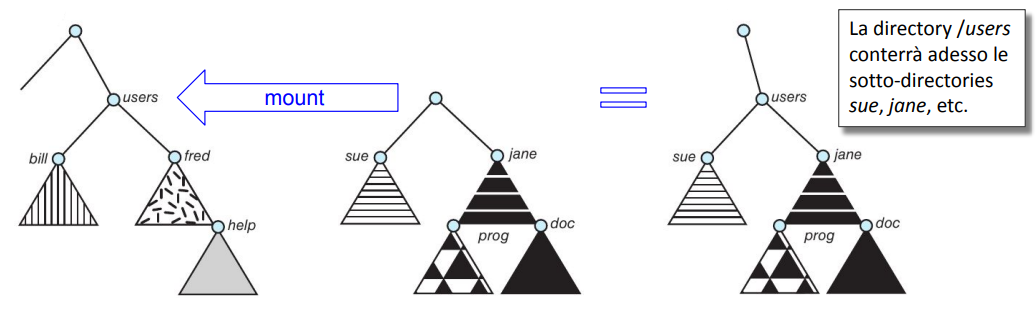 users
bill
fred
help
mount
sue
jane
prog
doc
users
sue
jane
prog
doc
La directory /users
conterrà adesso le
sotto-directories
sue, jane, etc.